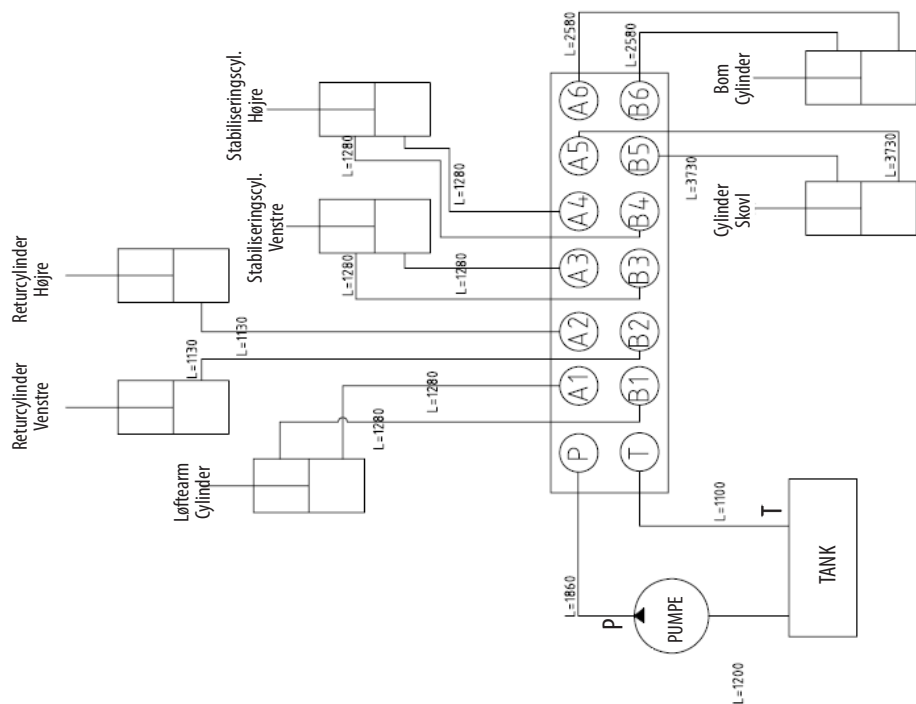 Returcylinder
Venstre
Returcylinder
Højre
Løftearm
Cylinder
Stabiliseringscyl.
Venstre
Stabiliseringscyl.
Højre
L=1130
L=1130
L=1280
L=1280
L=1280
L=1280
L=1280
L=1280
L=2580
L=2580
L=3730
L=3730
P
A1
A2
A3
A4
A5
A6
T
B1
B2
B3
B4
B5
B6
Cylinder
Skovl
Bom
Cylinder
L=1860
P
PUMPE
L=1200
L=1100
T
TANK